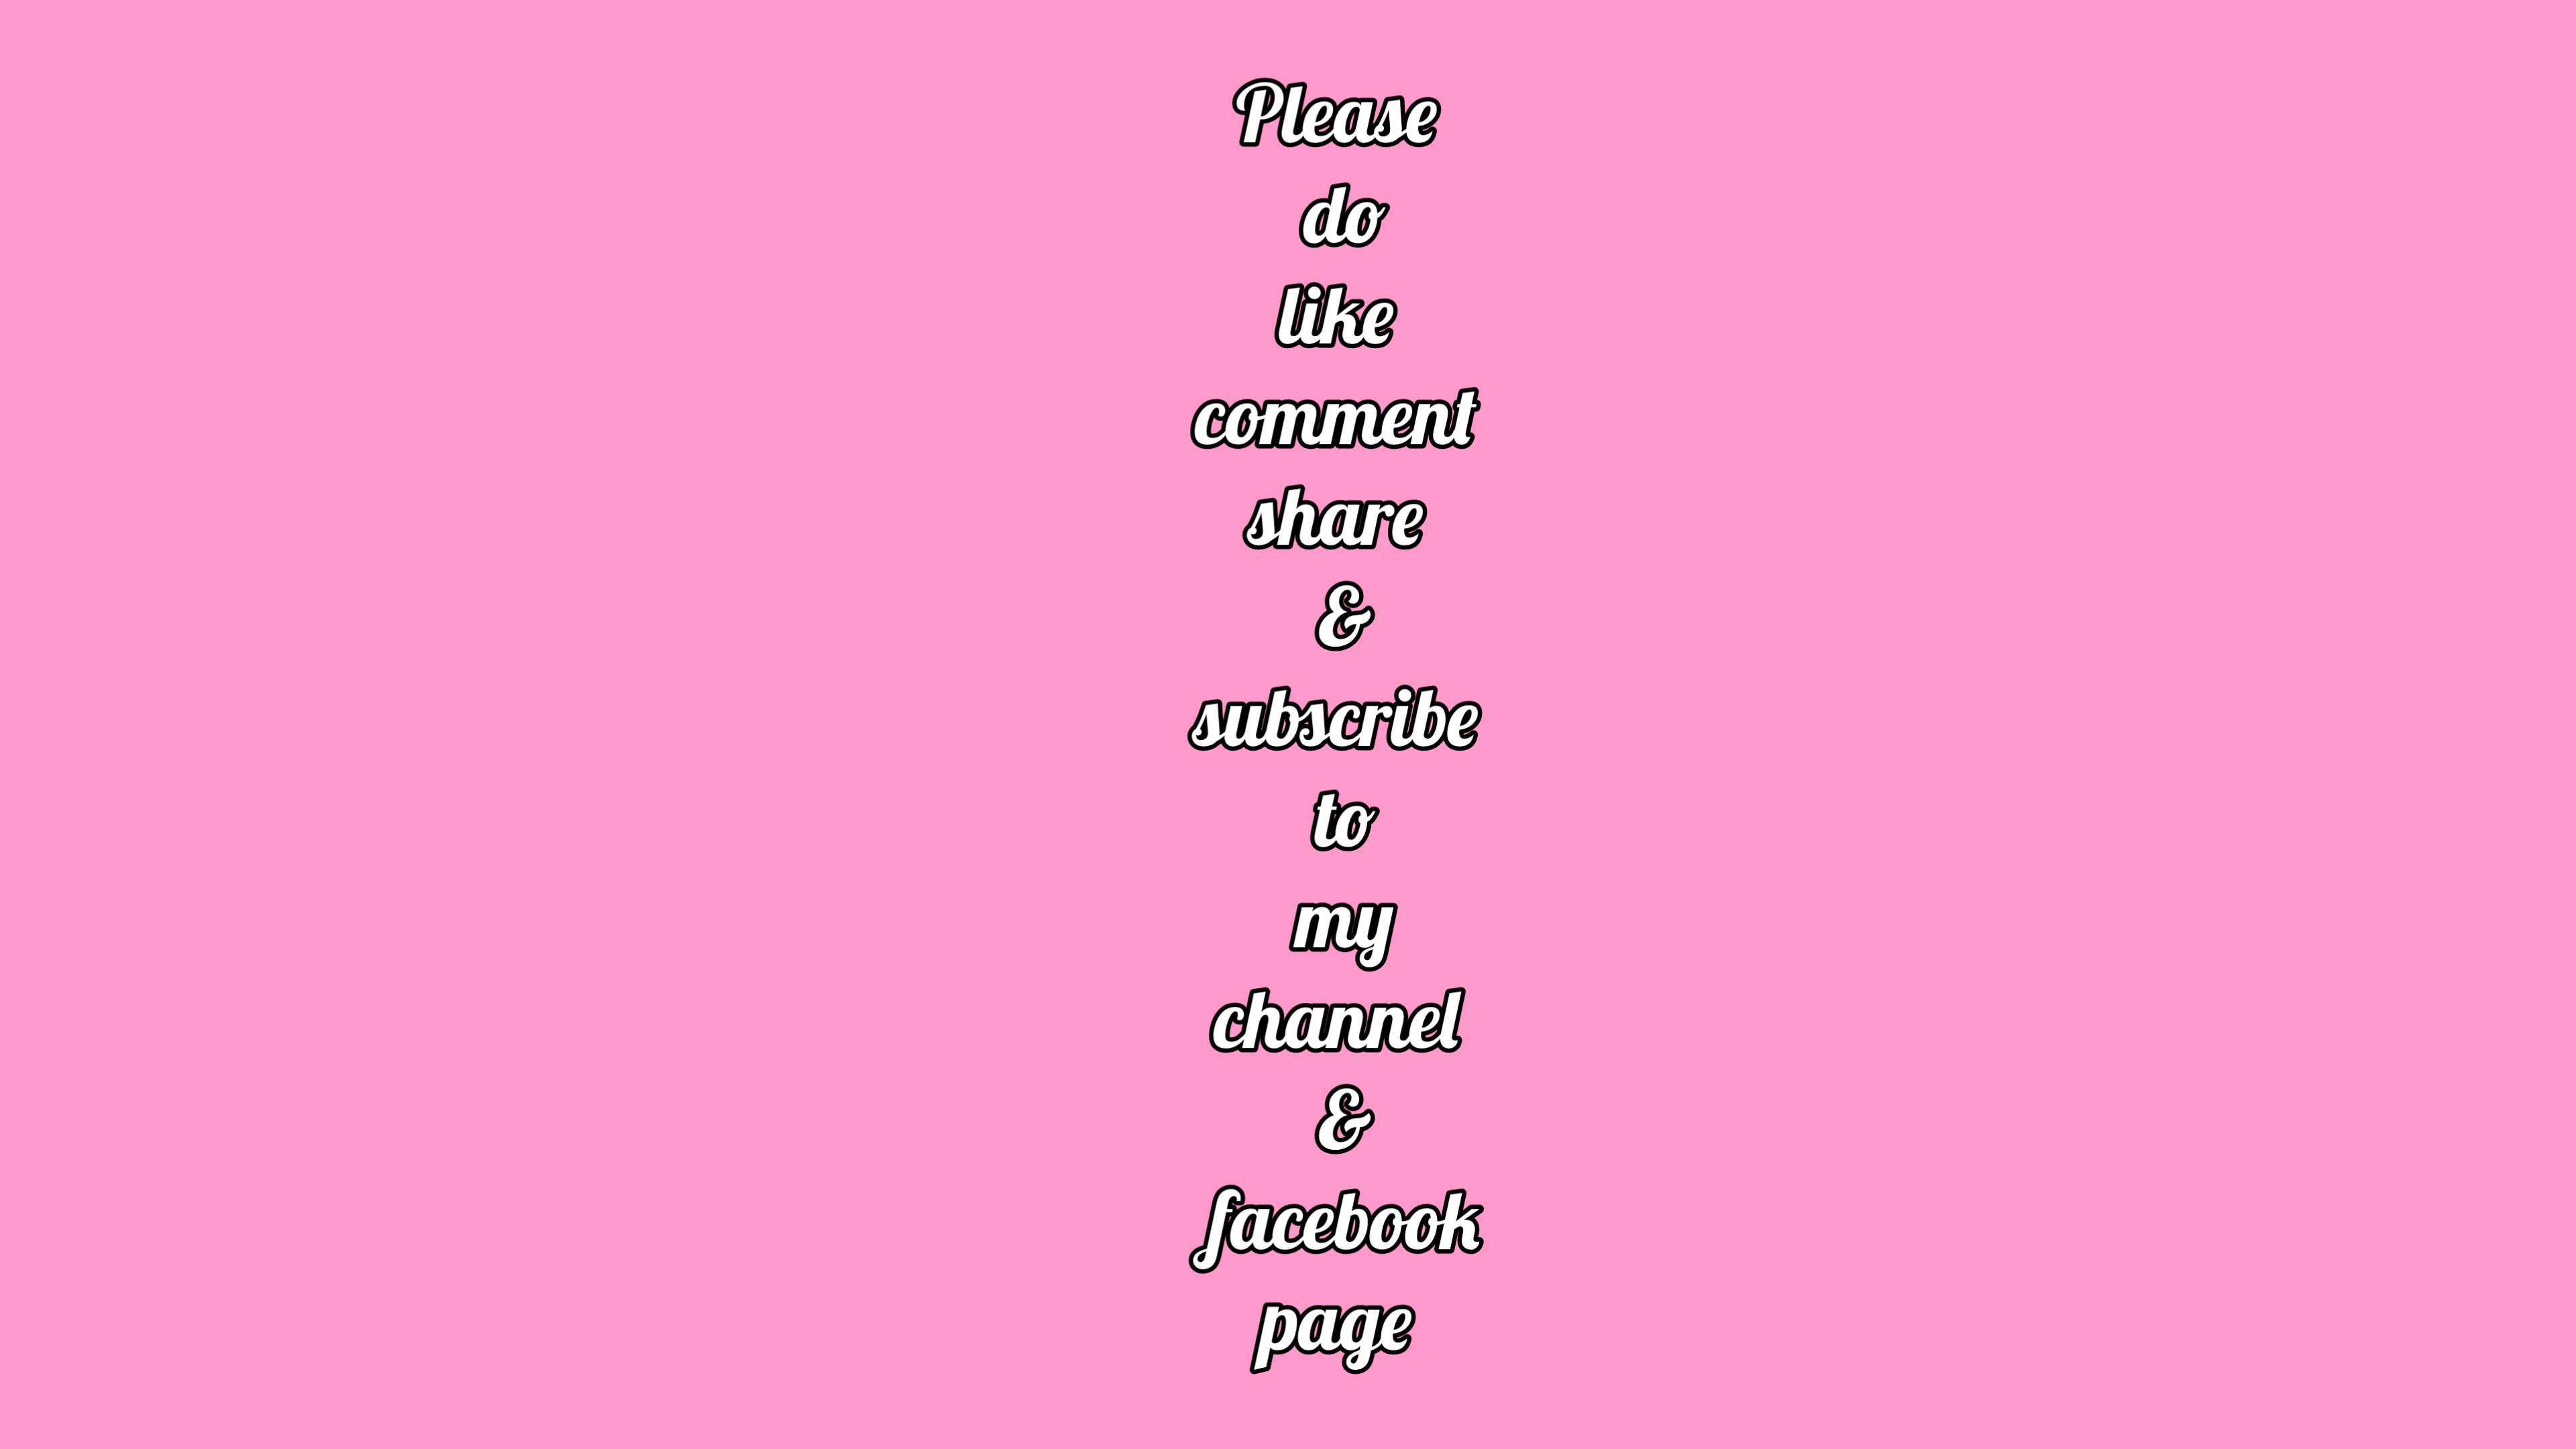 Please
do
like
comment
share
&
subscribe
to
my
channel
&
facebook
page